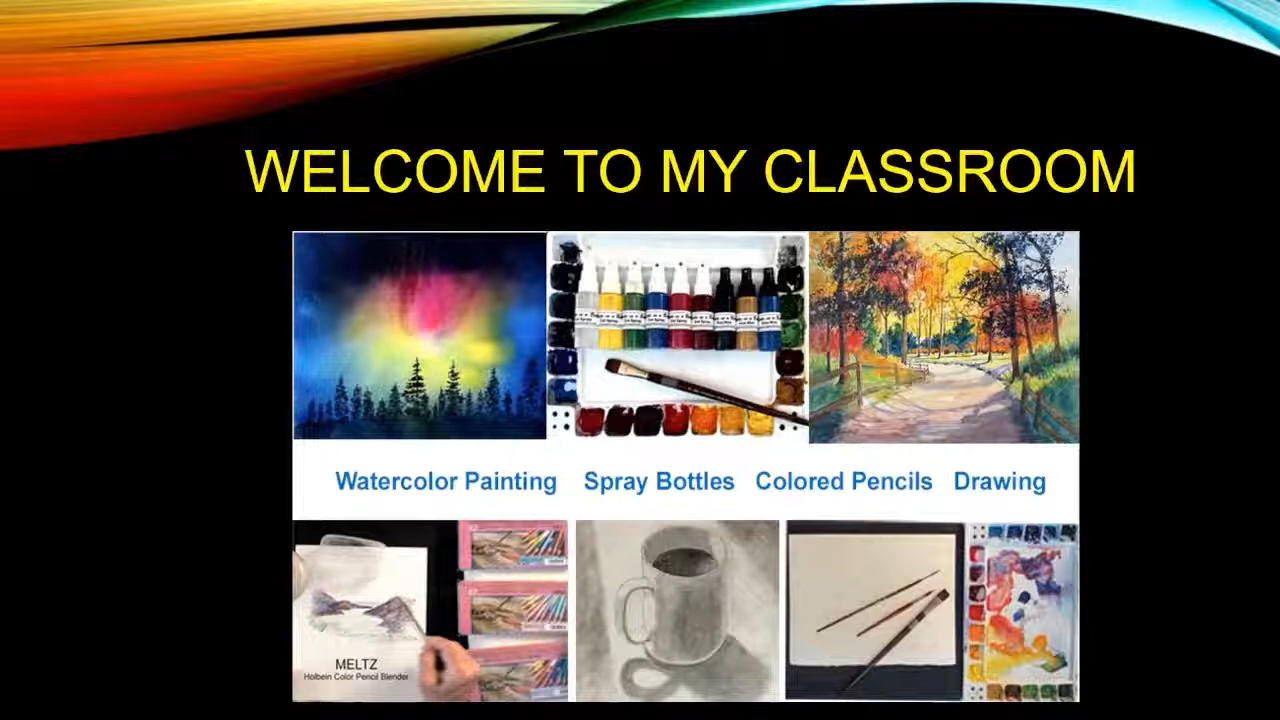 WELCOME TO MY CLASSROOM
Watercolor Painting Spray Bottles Colored Pencils Drawing
MELTZ
Holbein Color Pencil Blender